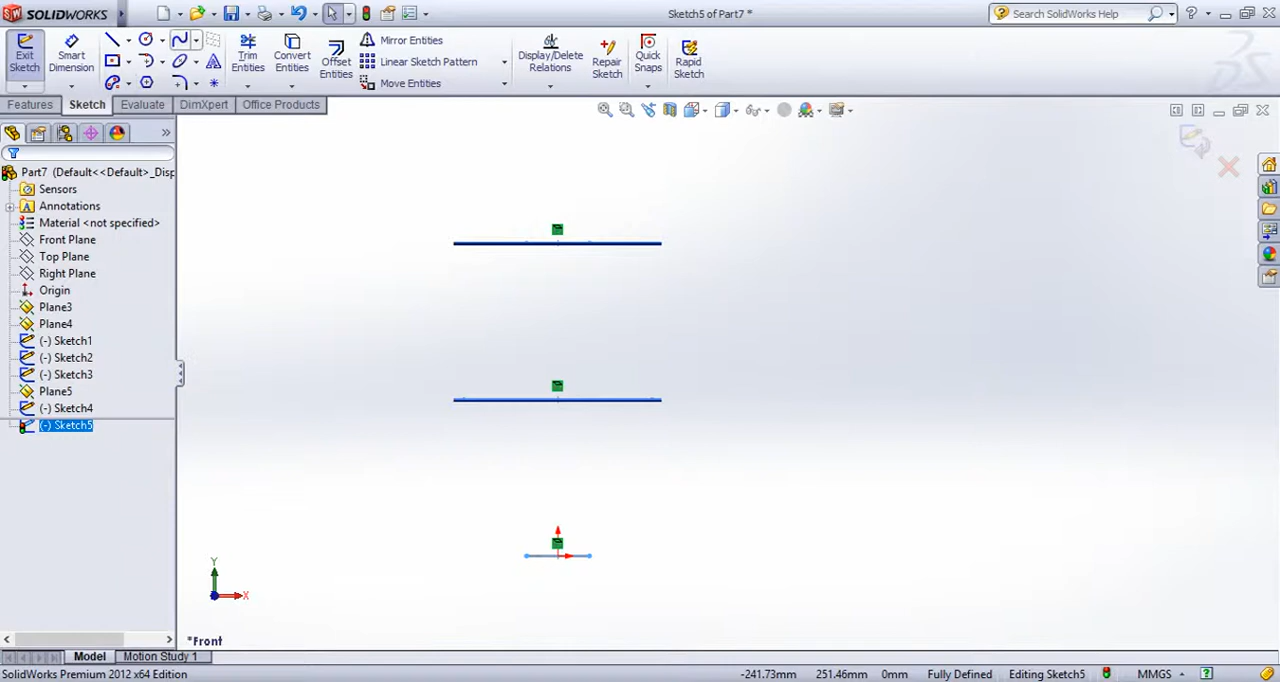 SOLIDWORKS
Sketch5 of Part7 *
Search SolidWorks Help
Exit Sketch
Smart Dimension
Trim Entities
Convert Entities
Offset Entities
Mirror Entities
Linear Sketch Pattern
Move Entities
Display/Delete Relations
Repair Sketch
Quick Snaps
Rapid Sketch
Features
Sketch
Evaluate
DimXpert
Office Products
Part7 (Default<<Default>_Disp
Sensors
Annotations
Material <not specified>
Front Plane
Top Plane
Right Plane
Origin
Plane3
Plane4
(-) Sketch1
(-) Sketch2
(-) Sketch3
Plane5
(-) Sketch4
(-) Sketch5
Y
X
*Front
Model
Motion Study 1
SolidWorks Premium 2012 x64 Edition
-241.73mm
251.46mm
0mm
Fully Defined
Editing Sketch5
MMGS